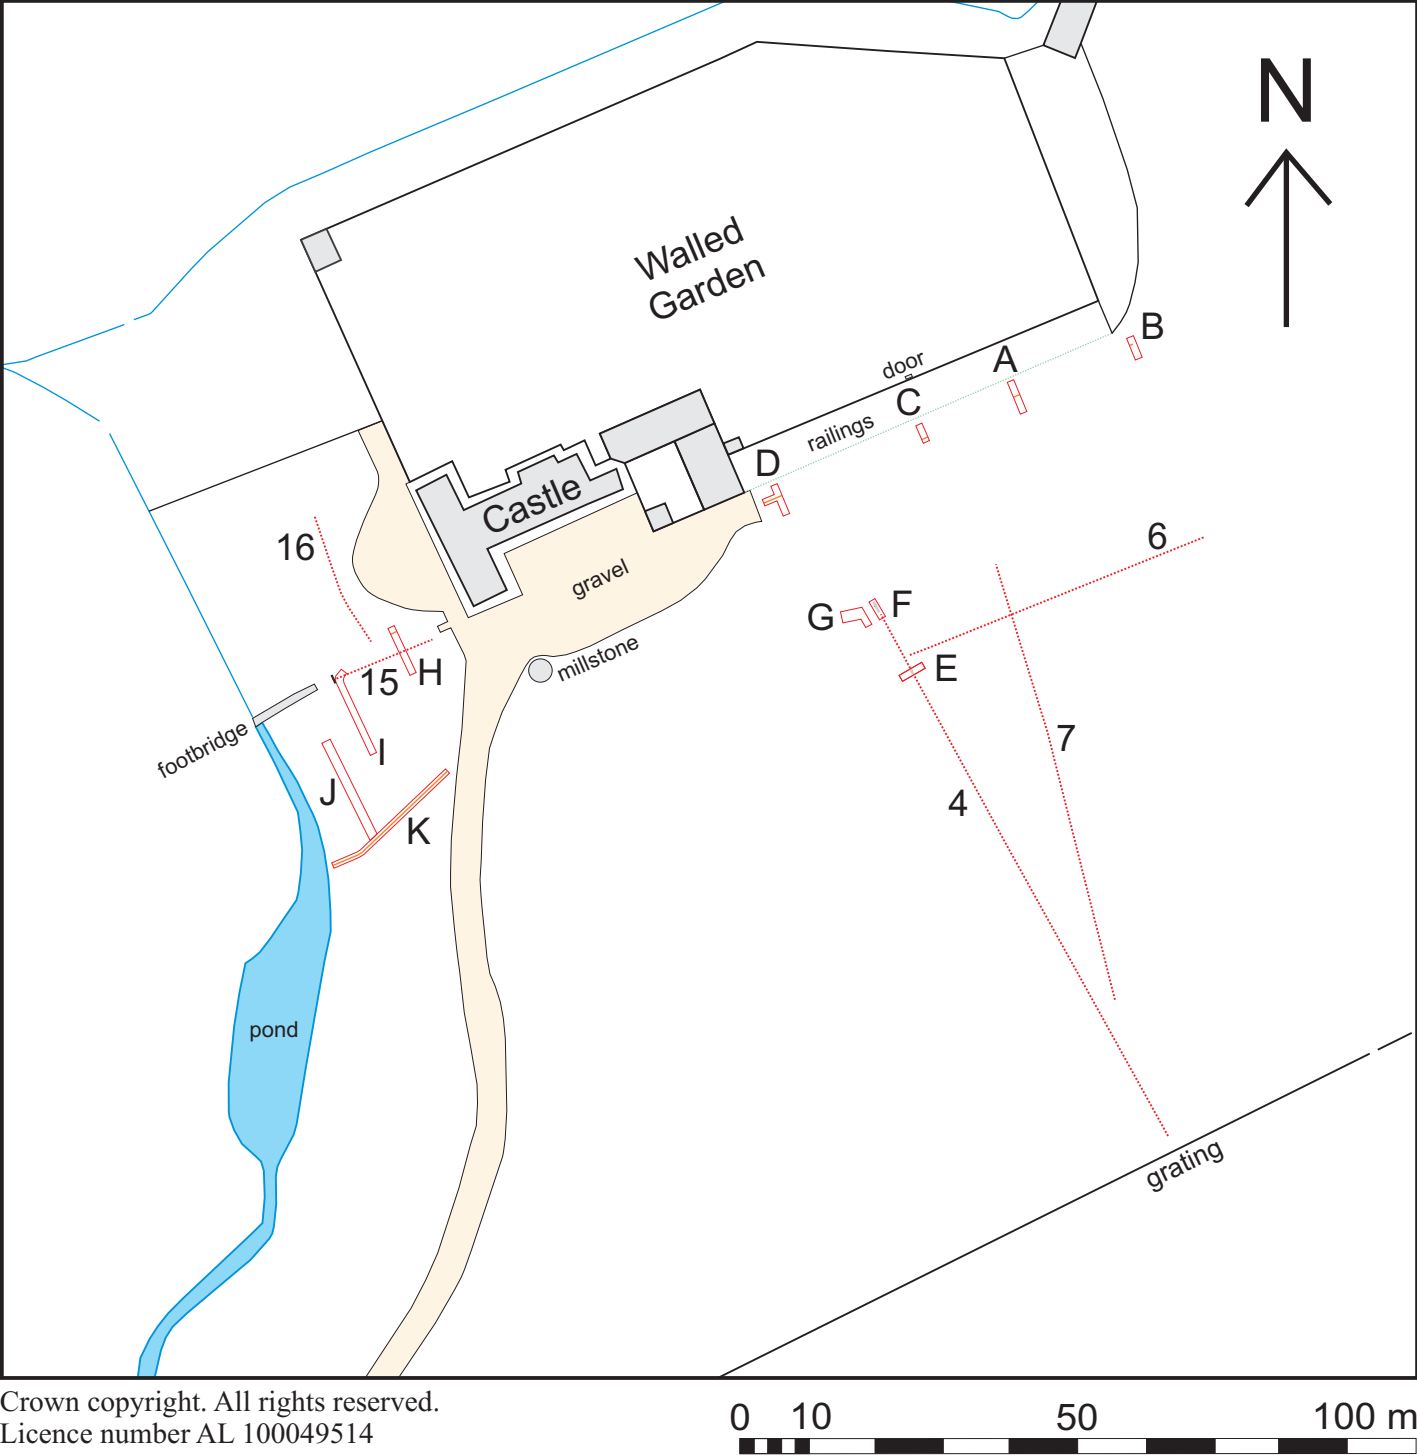 N
Walled
Garden
B
door
A
C
railings
D
Castle
16
6
gravel
G
F
millstone
H
15
E
footbridge
I
7
J
4
K
pond
grating
Crown copyright. All rights reserved.
Licence number AL 100049514
0 10 50 100 m